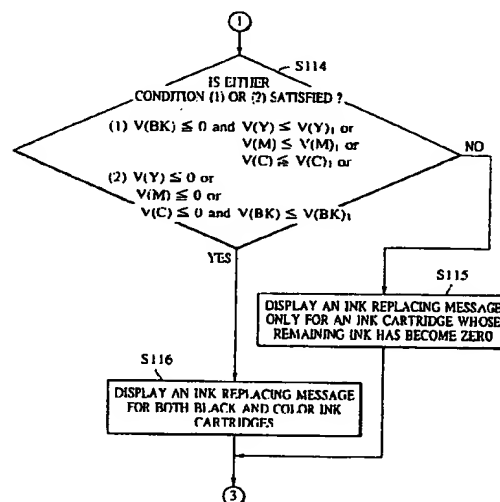 1
S114
IS EITHER
CONDITION (1) OR (2) SATISFIED ?
(1) V(BK) ≦ 0 and V(Y) ≤ V(Y)₁ or
V(M) ≤ V(M)₁ or
V(C) ≦ V(C)₁ or
NO
(2) V(Y) ≦ 0 or
V(M) ≦ 0 or
V(C) ≦ 0 and V(BK) ≤ V(BK)₁
YES
S115
DISPLAY AN INK REPLACING MESSAGE
ONLY FOR AN INK CARTRIDGE WHOSE
REMAINING INK HAS BECOME ZERO
S116
DISPLAY AN INK REPLACING MESSAGE
FOR BOTH BLACK AND COLOR INK
CARTRIDGES
3